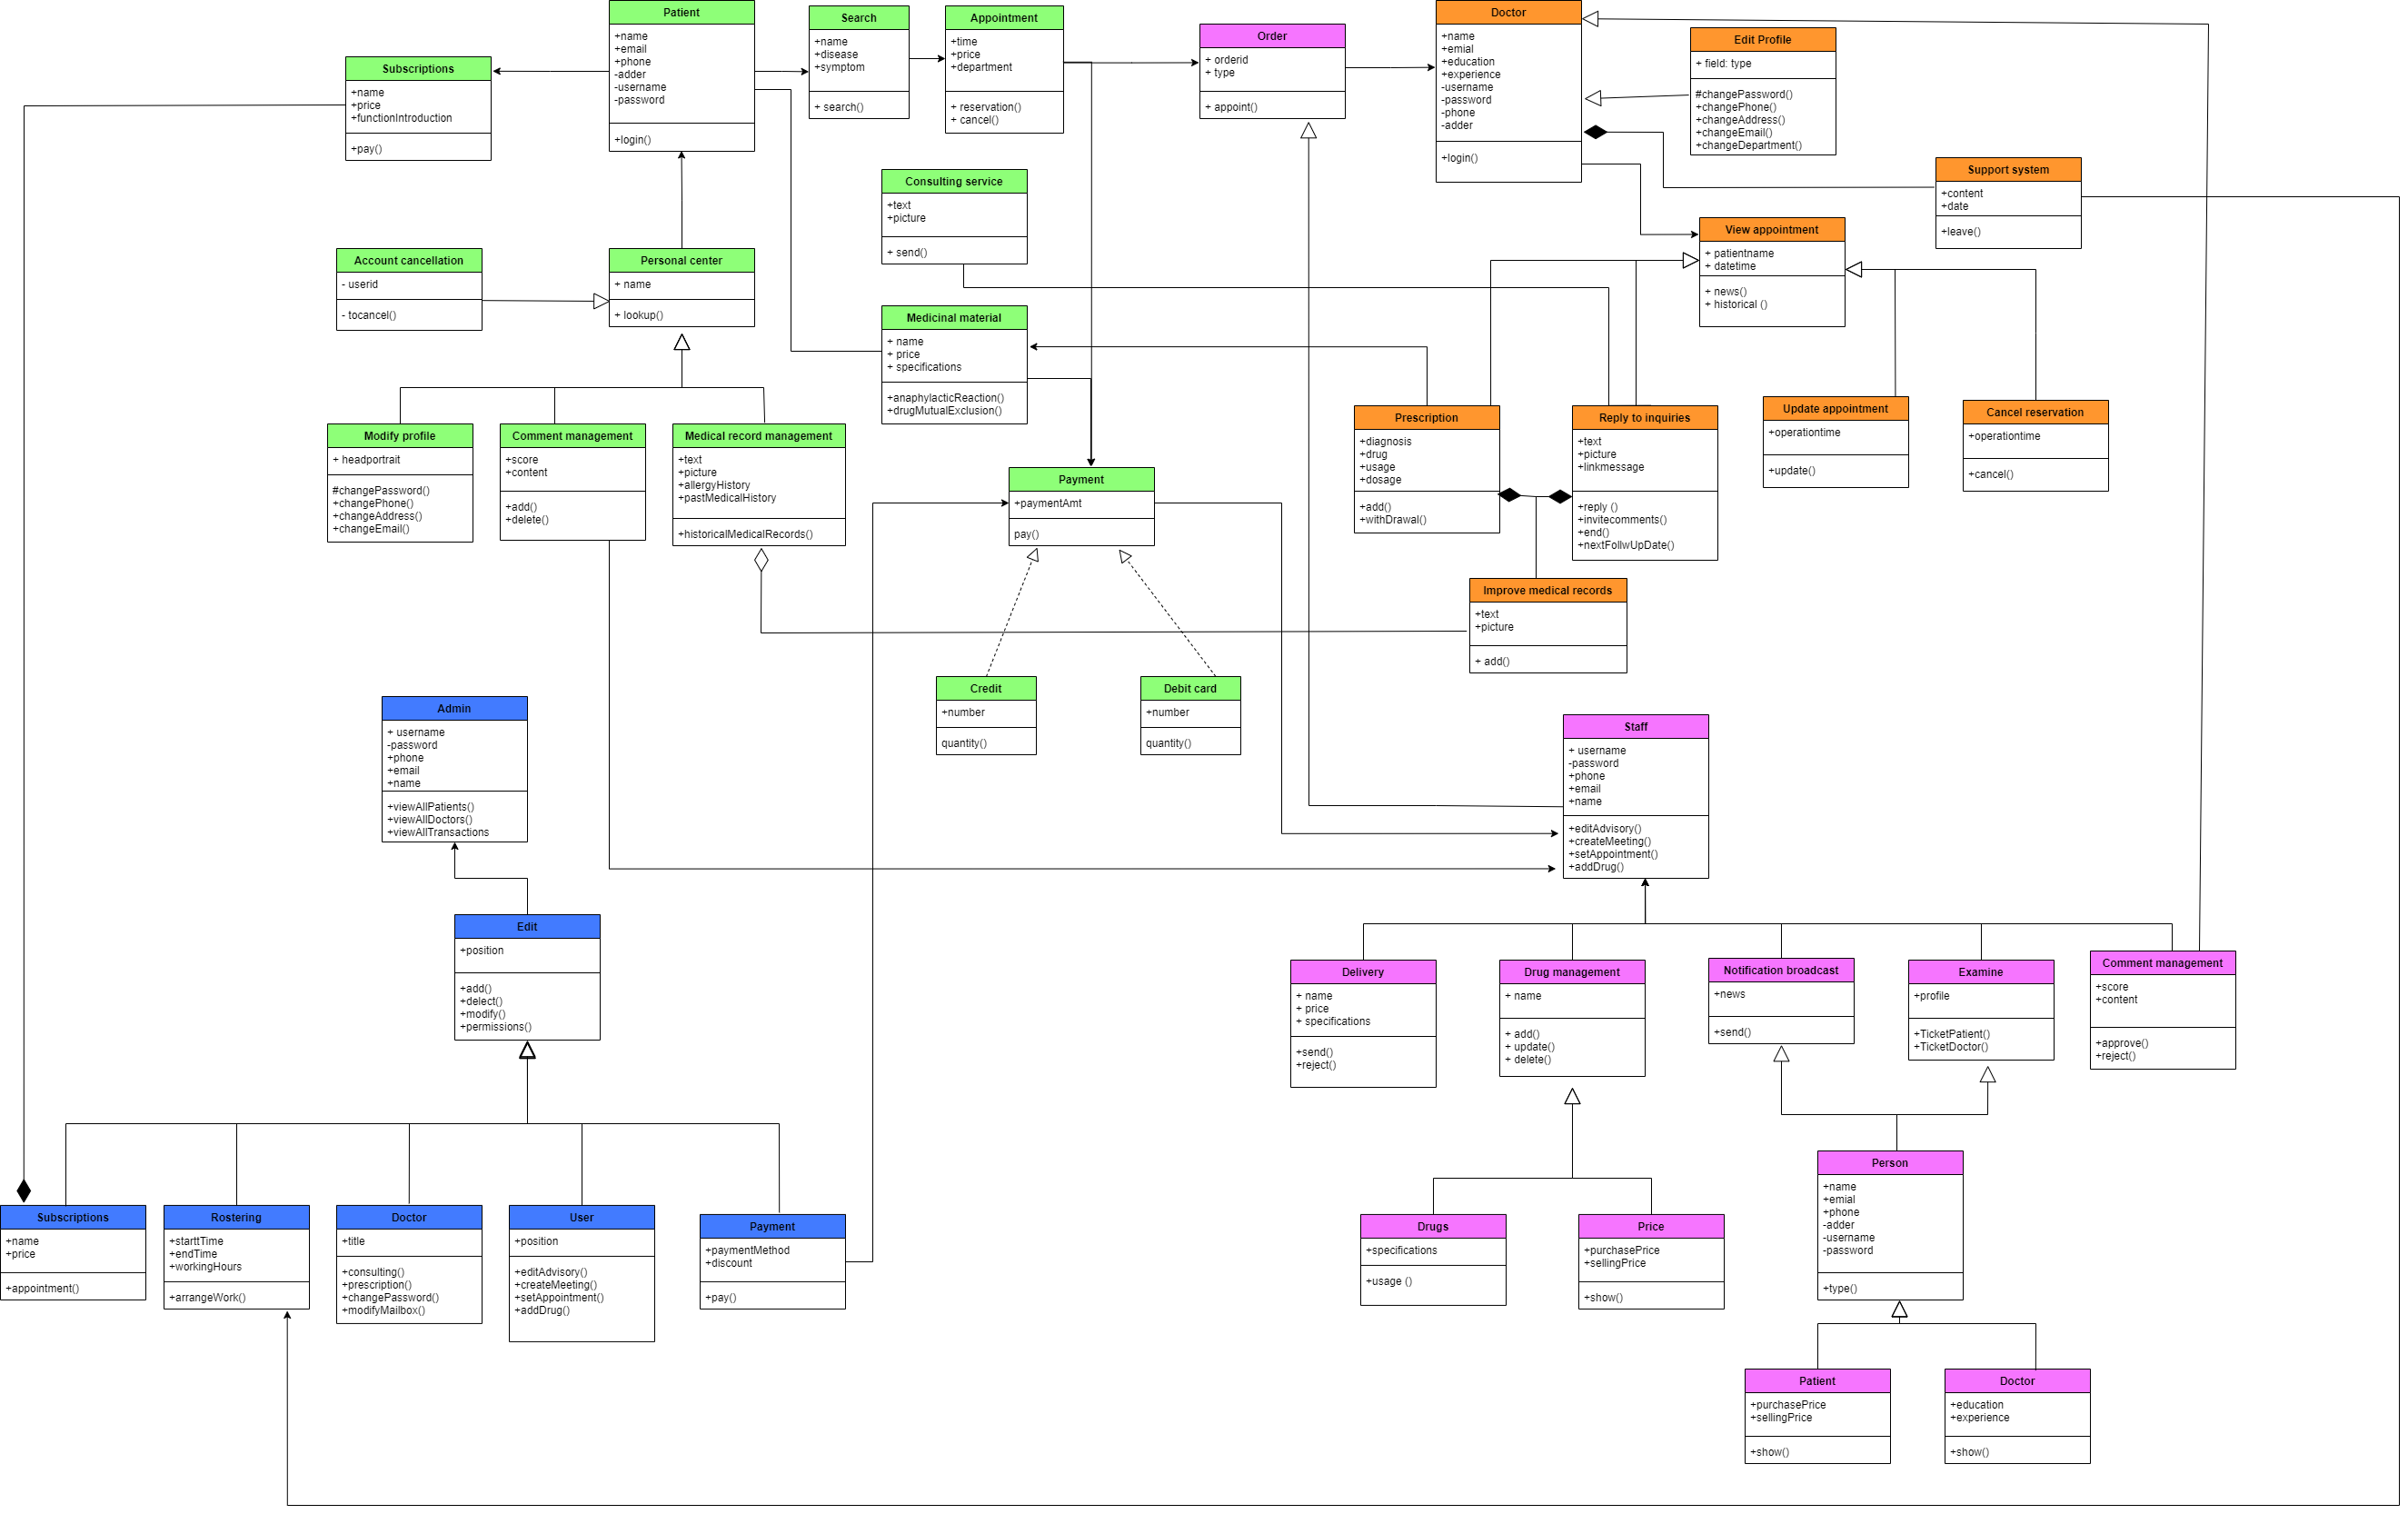 Patient
+name
+email
+phone
-adder
-username
-password
+login()
Search
+name
+disease
+symptom
+ search()
Appointment
+time
+price
+department
+ reservation()
+ cancel()
Order
+ orderid
+ type
+ appoint()
Doctor
+name
+emial
+education
+experience
-username
-password
-phone
-adder
+login()
Edit Profile
+ field: type
#changePassword()
+changePhone()
+changeAddress()
+changeEmail()
+changeDepartment()
Subscriptions
+name
+price
+functionIntroduction
+pay()
Consulting service
+text
+picture
+ send()
Support system
+content
+date
+leave()
View appointment
+ patientname
+ datetime
+ news()
+ historical ()
Account cancellation
- userid
- tocancel()
Personal center
+ name
+ lookup()
Medicinal material
+ name
+ price
+ specifications
+anaphylacticReaction()
+drugMutualExclusion()
Modify profile
+ headportrait
#changePassword()
+changePhone()
+changeAddress()
+changeEmail()
Comment management
+score
+content
+add()
+delete()
Medical record management
+text
+picture
+allergyHistory
+pastMedicalHistory
+historicalMedicalRecords()
Payment
+paymentAmt
pay()
Prescription
+diagnosis
+drug
+usage
+dosage
+add()
+withDrawal()
Reply to inquiries
+text
+picture
+linkmessage
+reply ()
+invitecomments()
+end()
+nextFollwUpDate()
Update appointment
+operationtime
+update()
Cancel reservation
+operationtime
+cancel()
Improve medical records
+text
+picture
+ add()
Credit
+number
quantity()
Debit card
+number
quantity()
Admin
+ username
-password
+phone
+email
+name
+viewAllPatients()
+viewAllDoctors()
+viewAllTransactions
Staff
+ username
-password
+phone
+email
+name
+editAdvisory()
+createMeeting()
+setAppointment()
+addDrug()
Edit
+position
+add()
+delect()
+modify()
+permissions()
Delivery
+ name
+ price
+ specifications
+send()
+reject()
Drug management
+ name
+ add()
+ update()
+ delete()
Notification broadcast
+news
+send()
Examine
+profile
+TicketPatient()
+TicketDoctor()
Comment management
+score
+content
+approve()
+reject()
Person
+name
+emial
+phone
-adder
-username
-password
+type()
Subscriptions
+name
+price
+appointment()
Rostering
+starttTime
+endTime
+workingHours
+arrangeWork()
Doctor
+title
+consulting()
+prescription()
+changePassword()
+modifyMailbox()
User
+position
+editAdvisory()
+createMeeting()
+setAppointment()
+addDrug()
Payment
+paymentMethod
+discount
+pay()
Drugs
+specifications
+usage ()
Price
+purchasePrice
+sellingPrice
+show()
Patient
+purchasePrice
+sellingPrice
+show()
Doctor
+education
+experience
+show()